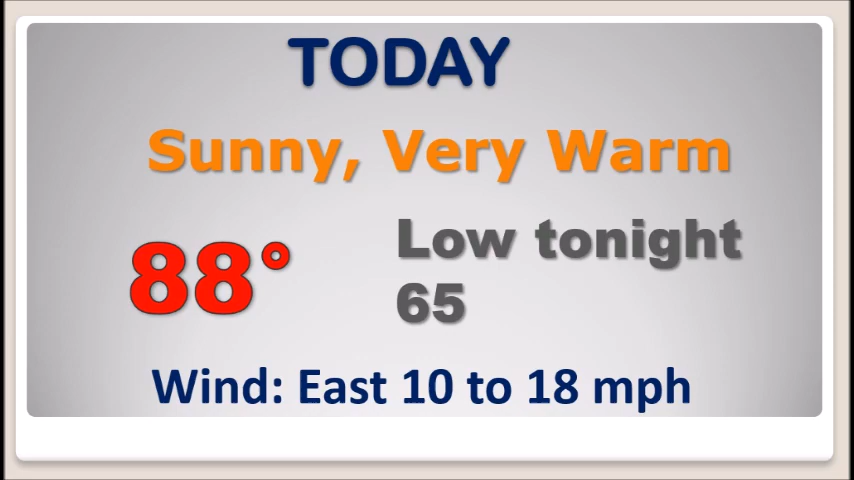 TODAY
Sunny, Very Warm
88°
Low tonight
65
Wind: East 10 to 18 mph